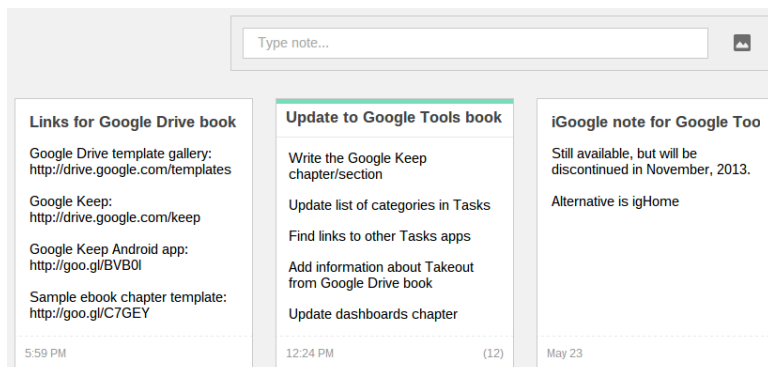 Type note...
Links for Google Drive book
Google Drive template gallery:
http://drive.google.com/templates
Google Keep:
http://drive.google.com/keep
Google Keep Android app:
http://goo.gl/BVB0l
Sample ebook chapter template:
http://goo.gl/C7GEY
5:59 PM
Update to Google Tools book
Write the Google Keep
chapter/section
Update list of categories in Tasks
Find links to other Tasks apps
Add information about Takeout
from Google Drive book
Update dashboards chapter
12:24 PM (12)
iGoogle note for Google Too
Still available, but will be
discontinued in November, 2013.
Alternative is igHome
May 23